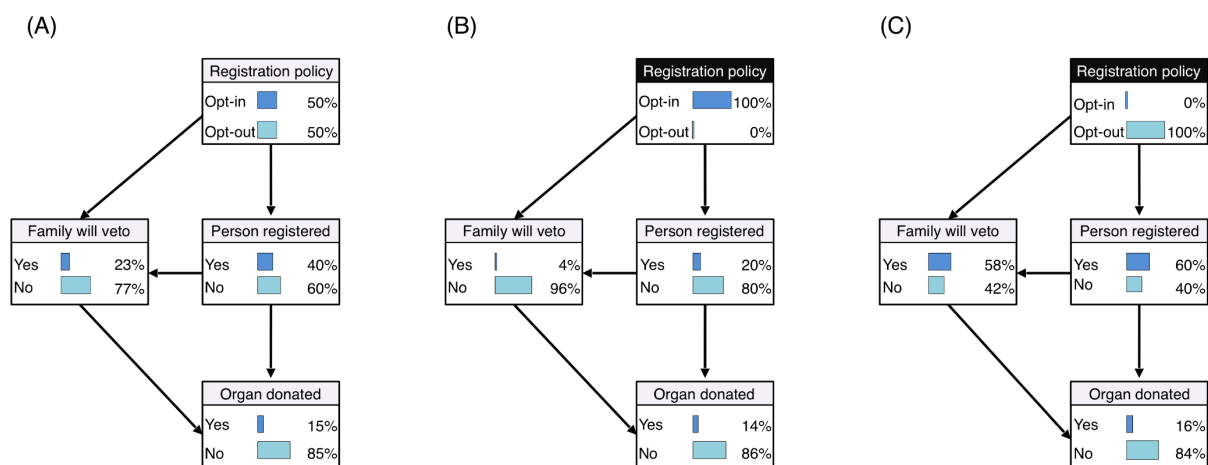 (A)
Registration policy
Opt-in 50%
Opt-out 50%
Family will veto
Yes 23%
No 77%
Person registered
Yes 40%
No 60%
Organ donated
Yes 15%
No 85%
(B)
Registration policy
Opt-in 100%
Opt-out 0%
Family will veto
Yes 4%
No 96%
Person registered
Yes 20%
No 80%
Organ donated
Yes 14%
No 86%
(C)
Registration policy
Opt-in 0%
Opt-out 100%
Family will veto
Yes 58%
No 42%
Person registered
Yes 60%
No 40%
Organ donated
Yes 16%
No 84%